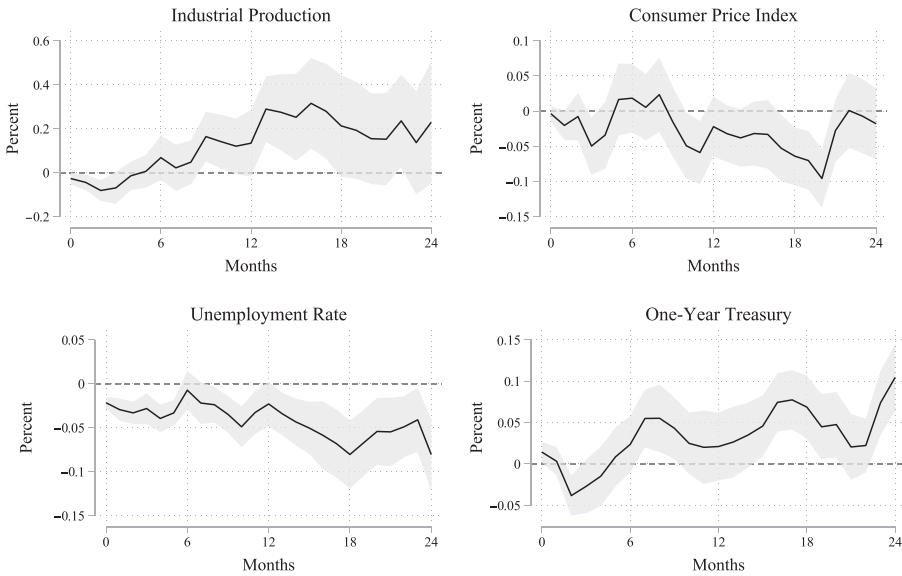 Industrial Production
Percent
0.6
0.4
0.2
0
−0.2
0 6 12 18 24
Months
Consumer Price Index
Percent
0.1
0.05
0
−0.05
−0.1
−0.15
0 6 12 18 24
Months
Unemployment Rate
Percent
0.05
0
−0.05
−0.1
−0.15
0 6 12 18 24
Months
One-Year Treasury
Percent
0.15
0.1
0.05
0
−0.05
0 6 12 18 24
Months